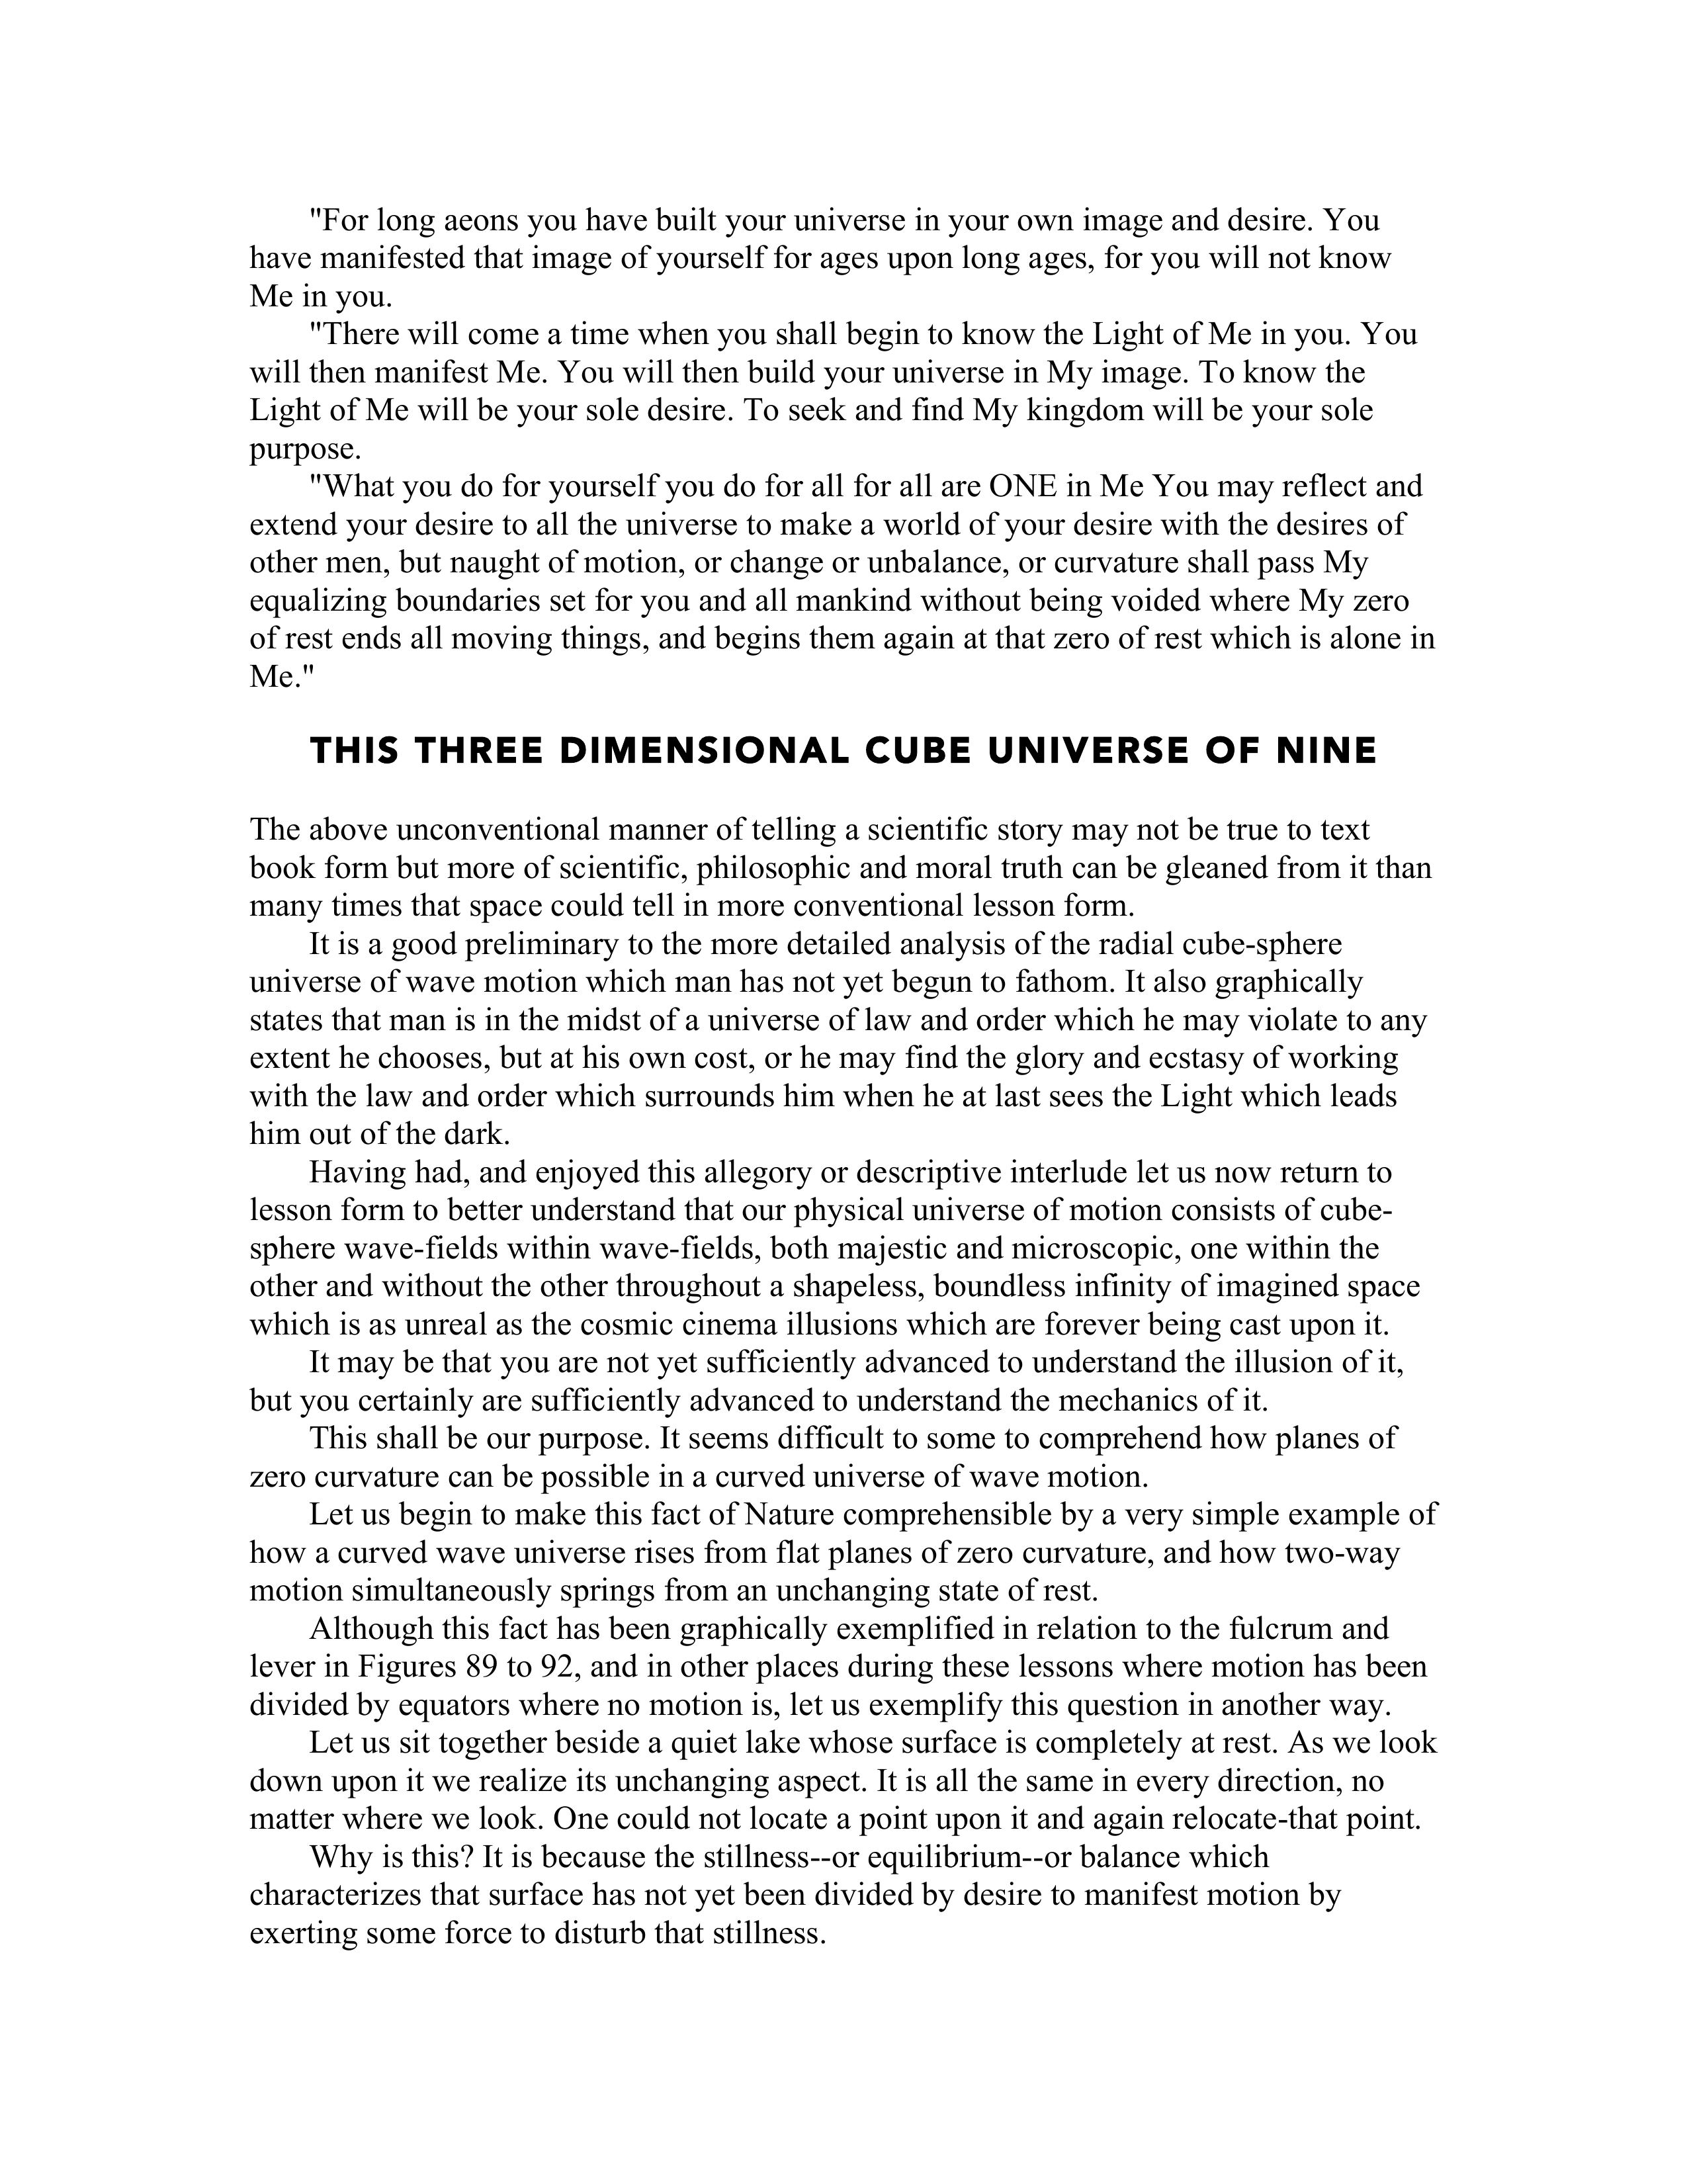 "For long aeons you have built your universe in your own image and desire. You
have manifested that image of yourself for ages upon long ages, for you will not know
Me in you.
"There will come a time when you shall begin to know the Light of Me in you. You
will then manifest Me. You will then build your universe in My image. To know the
Light of Me will be your sole desire. To seek and find My kingdom will be your sole
purpose.
"What you do for yourself you do for all for all are ONE in Me You may reflect and
extend your desire to all the universe to make a world of your desire with the desires of
other men, but naught of motion, or change or unbalance, or curvature shall pass My
equalizing boundaries set for you and all mankind without being voided where My zero
of rest ends all moving things, and begins them again at that zero of rest which is alone in
Me."
THIS THREE DIMENSIONAL CUBE UNIVERSE OF NINE
The above unconventional manner of telling a scientific story may not be true to text
book form but more of scientific, philosophic and moral truth can be gleaned from it than
many times that space could tell in more conventional lesson form.
It is a good preliminary to the more detailed analysis of the radial cube-sphere
universe of wave motion which man has not yet begun to fathom. It also graphically
states that man is in the midst of a universe of law and order which he may violate to any
extent he chooses, but at his own cost, or he may find the glory and ecstasy of working
with the law and order which surrounds him when he at last sees the Light which leads
him out of the dark.
Having had, and enjoyed this allegory or descriptive interlude let us now return to
lesson form to better understand that our physical universe of motion consists of cube-
sphere wave-fields within wave-fields, both majestic and microscopic, one within the
other and without the other throughout a shapeless, boundless infinity of imagined space
which is as unreal as the cosmic cinema illusions which are forever being cast upon it.
It may be that you are not yet sufficiently advanced to understand the illusion of it,
but you certainly are sufficiently advanced to understand the mechanics of it.
This shall be our purpose. It seems difficult to some to comprehend how planes of
zero curvature can be possible in a curved universe of wave motion.
Let us begin to make this fact of Nature comprehensible by a very simple example of
how a curved wave universe rises from flat planes of zero curvature, and how two-way
motion simultaneously springs from an unchanging state of rest.
Although this fact has been graphically exemplified in relation to the fulcrum and
lever in Figures 89 to 92, and in other places during these lessons where motion has been
divided by equators where no motion is, let us exemplify this question in another way.
Let us sit together beside a quiet lake whose surface is completely at rest. As we look
down upon it we realize its unchanging aspect. It is all the same in every direction, no
matter where we look. One could not locate a point upon it and again relocate-that point.
Why is this? It is because the stillness--or equilibrium--or balance which
characterizes that surface has not yet been divided by desire to manifest motion by
exerting some force to disturb that stillness.